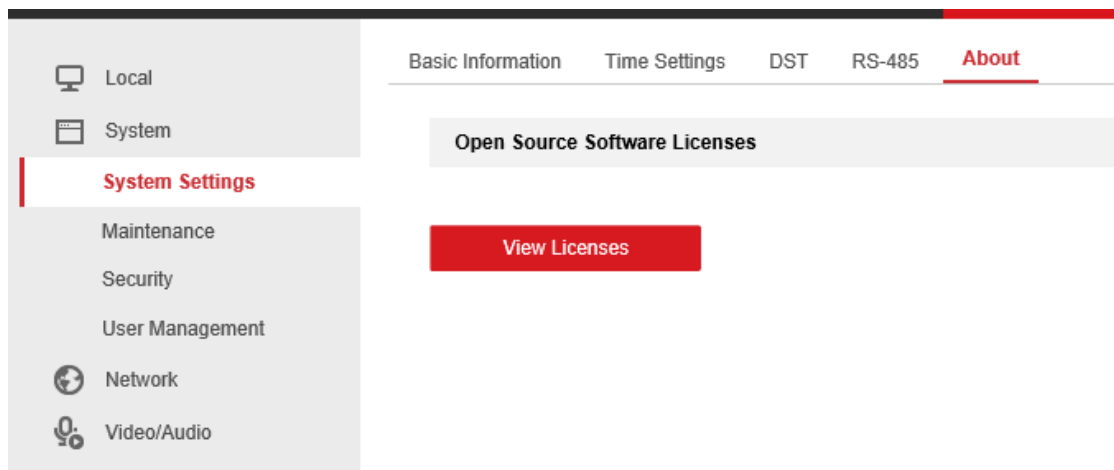 Basic Information Time Settings DST RS-485 About
Local
System
System Settings
Maintenance
Security
User Management
Network
Video/Audio
Open Source Software Licenses
View Licenses